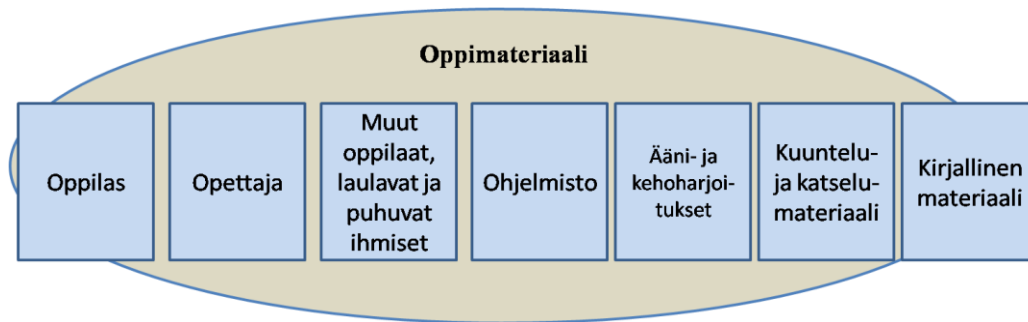 Oppimateriaali
Oppilas
Opettaja
Muut
oppilaat,
laulavat ja
puhuvat
ihmiset
Ohjelmisto
Ääni- ja
kehoharjoi-
tukset
Kuuntelu-
ja katselu-
materiaali
Kirjallinen
materiaali